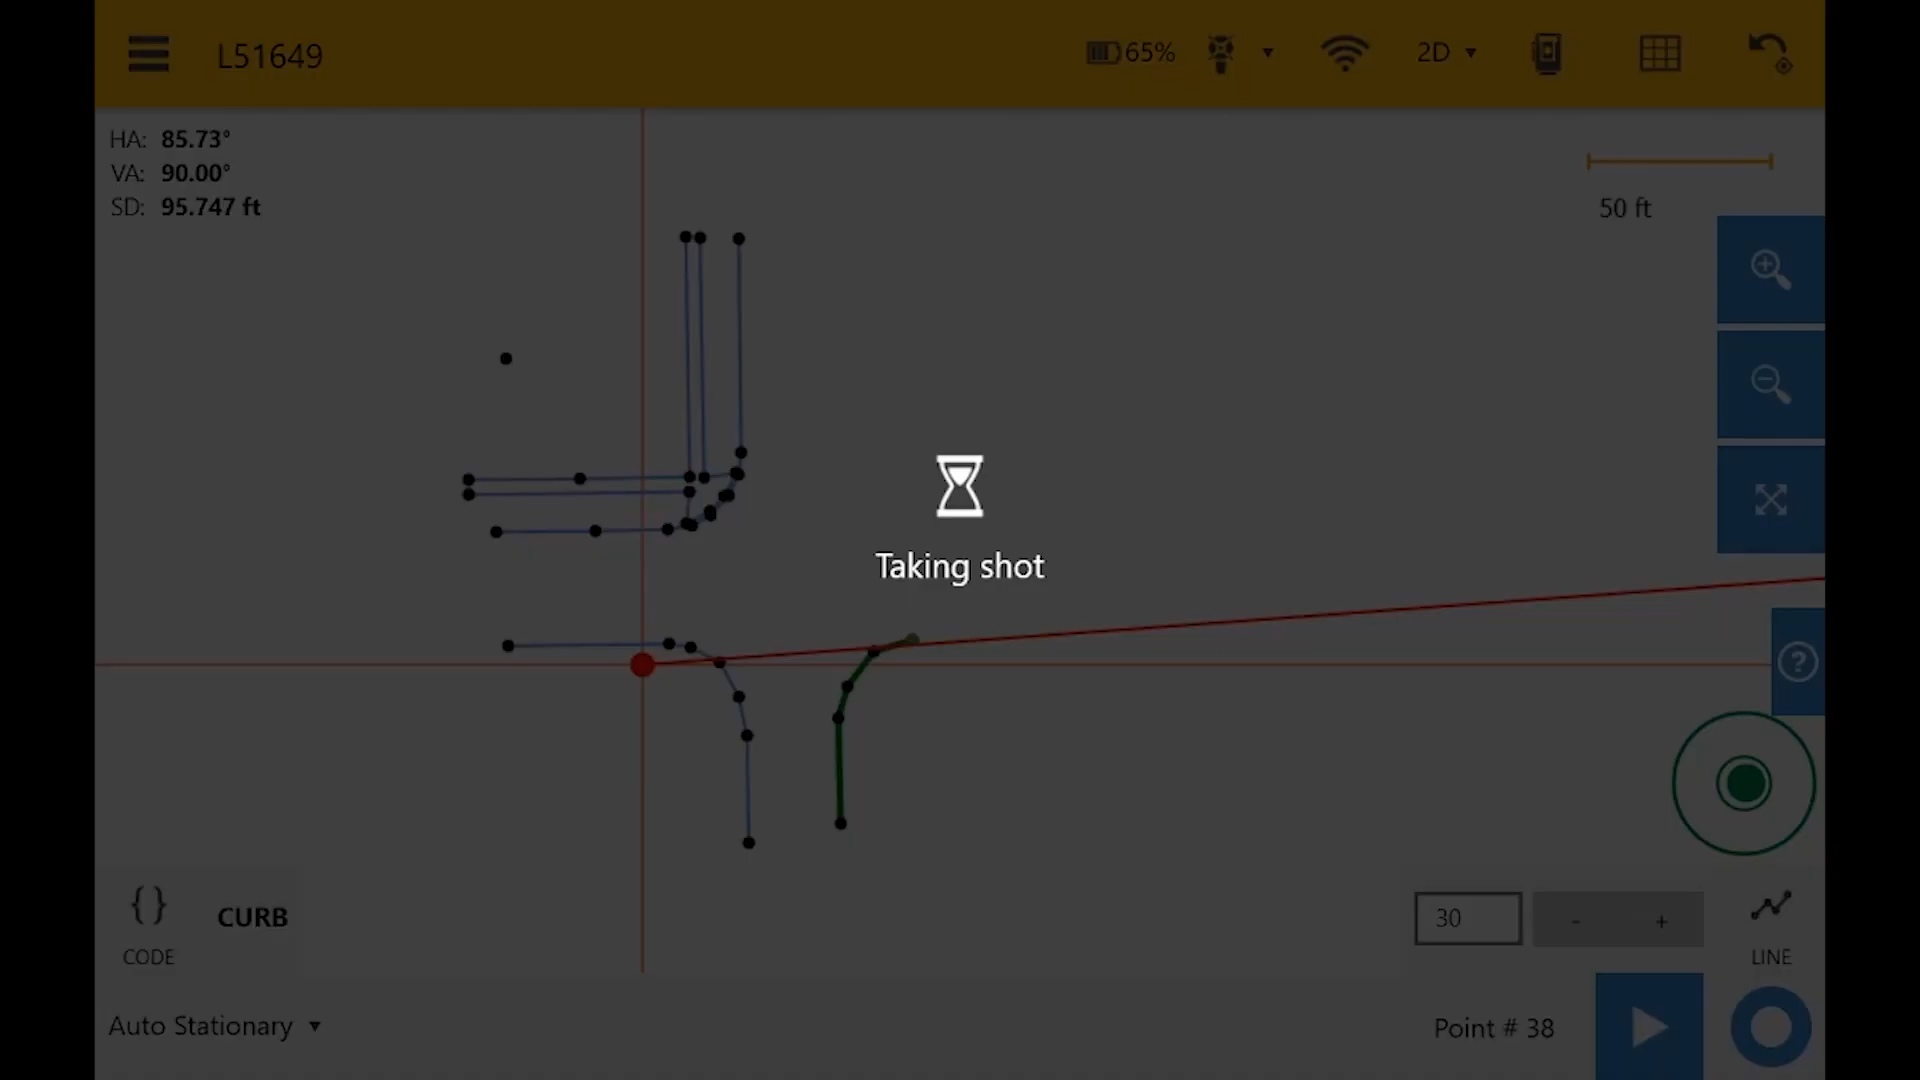 L51649
65%
2D
HA: 85.73°
VA: 90.00°
SD: 95.747 ft
50 ft
Taking shot
?
{} CURB
CODE
30
- +
LINE
Auto Stationary
Point # 38